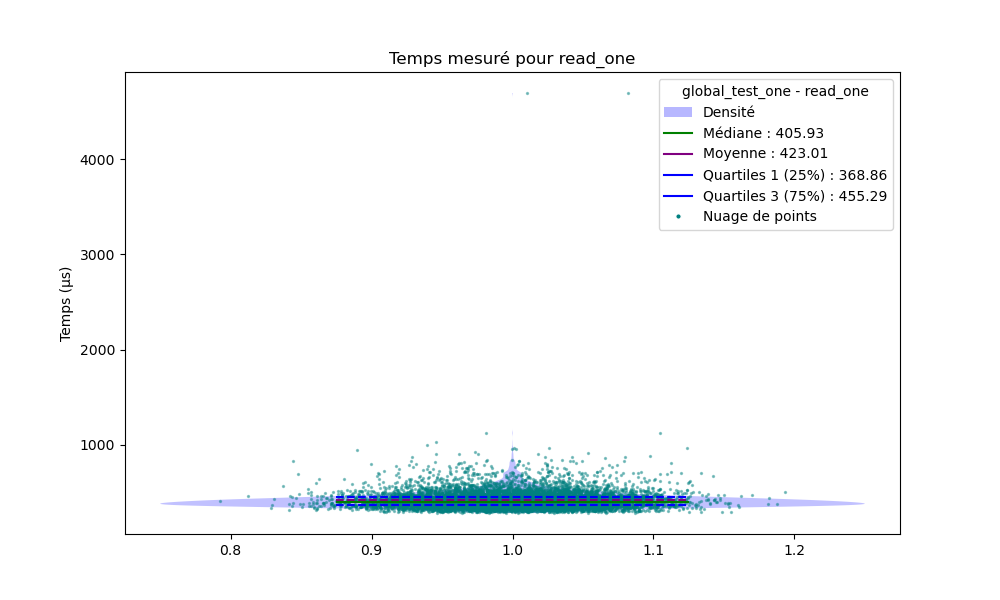 Temps mesuré pour read_one
global_test_one - read_one
Densité
Médiane : 405.93
Moyenne : 423.01
Quartiles 1 (25%) : 368.86
Quartiles 3 (75%) : 455.29
Nuage de points
Temps (µs)
4000
3000
2000
1000
0.8
0.9
1.0
1.1
1.2